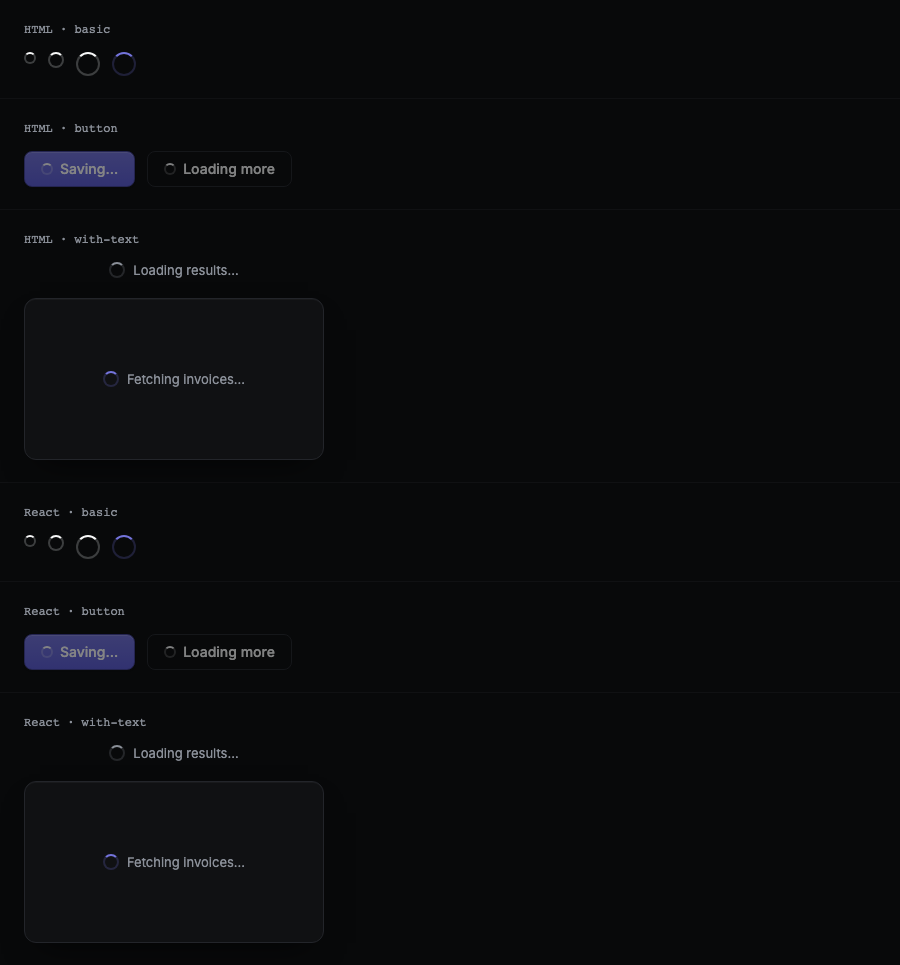 HTML · basic
HTML · button
Saving... Loading more
HTML · with-text
Loading results...
Fetching invoices...
React · basic
React · button
Saving... Loading more
React · with-text
Loading results...
Fetching invoices...